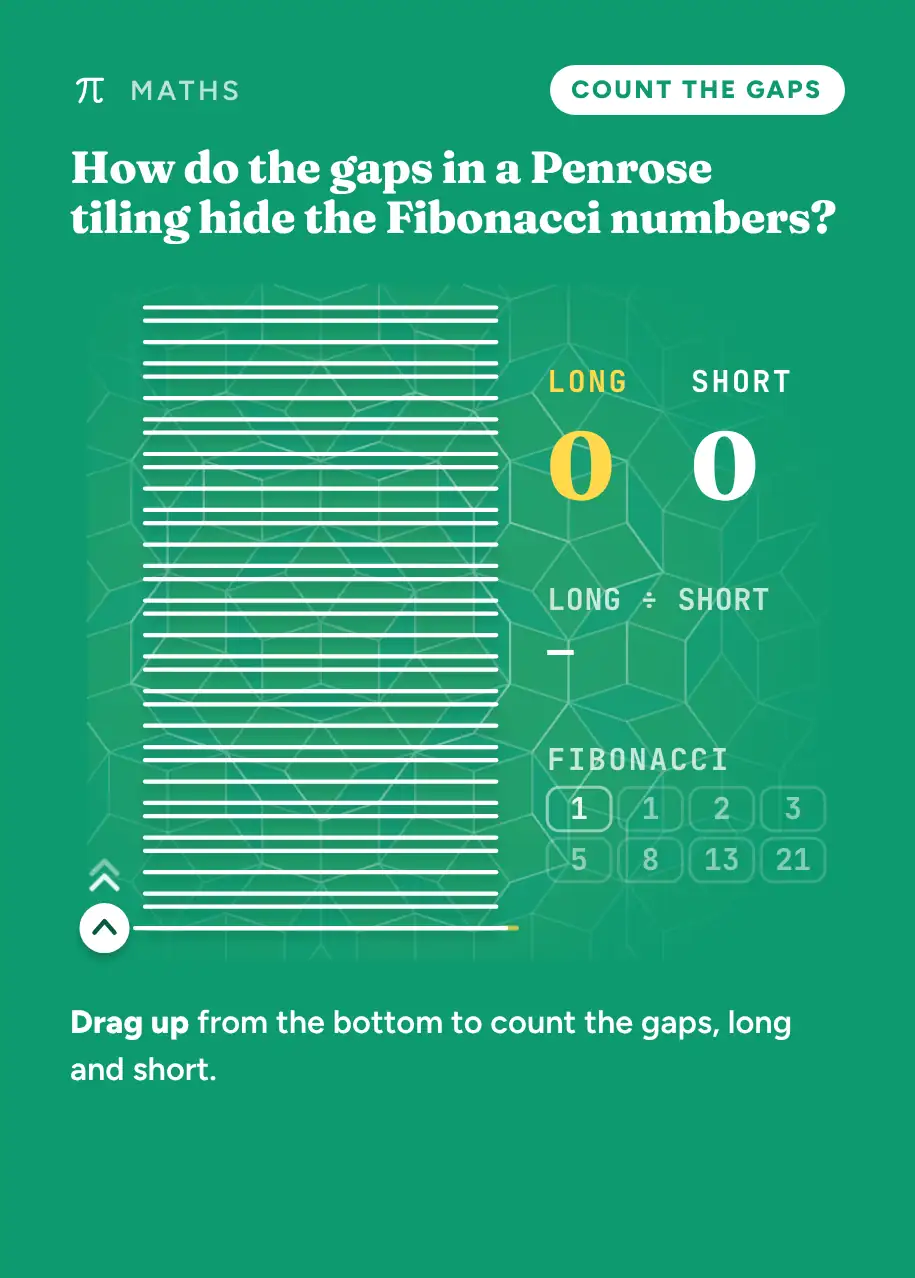 π MATHS
COUNT THE GAPS
How do the gaps in a Penrose
tiling hide the Fibonacci numbers?
LONG SHORT
0 0
LONG ÷ SHORT
–
FIBONACCI
1 1 2 3
5 8 13 21
Drag up from the bottom to count the gaps, long
and short.